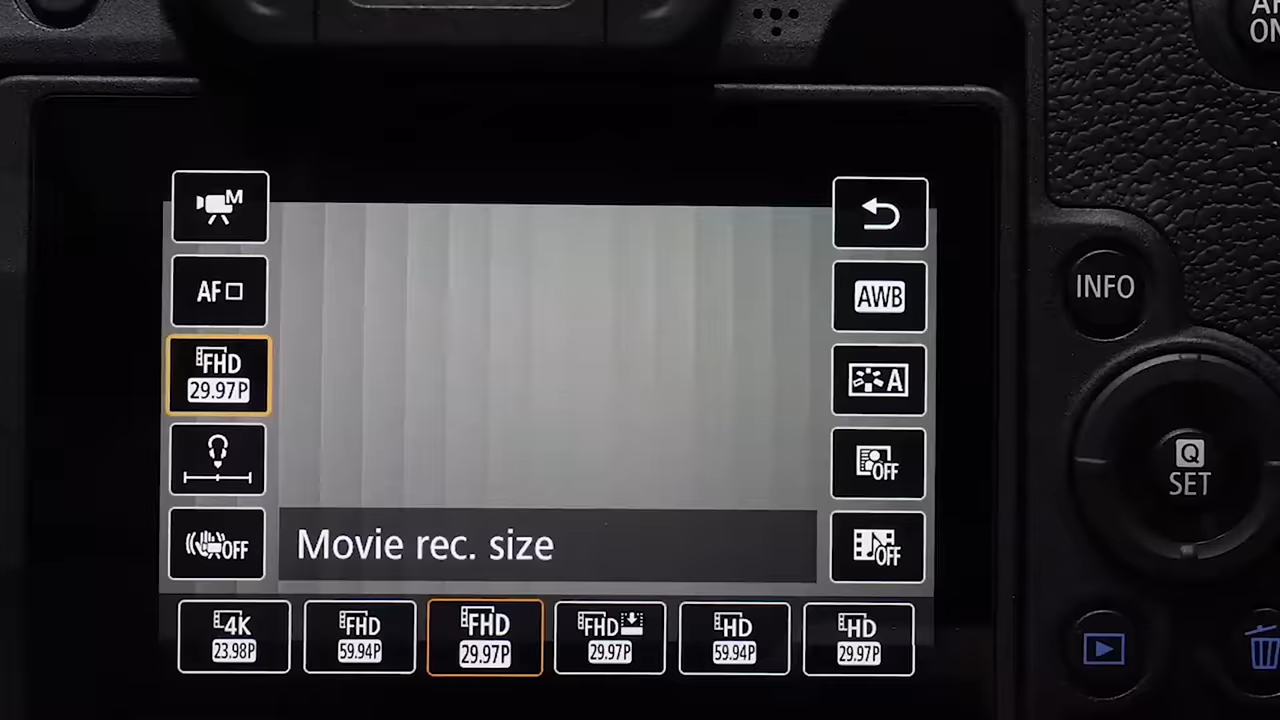 AF
ON
M
AF
AWB
INFO
FHD
29.97P
A
Q
SET
OFF
OFF
Movie rec. size
OFF
4K
23.98P
FHD
59.94P
FHD
29.97P
FHD
29.97P
HD
59.94P
HD
29.97P